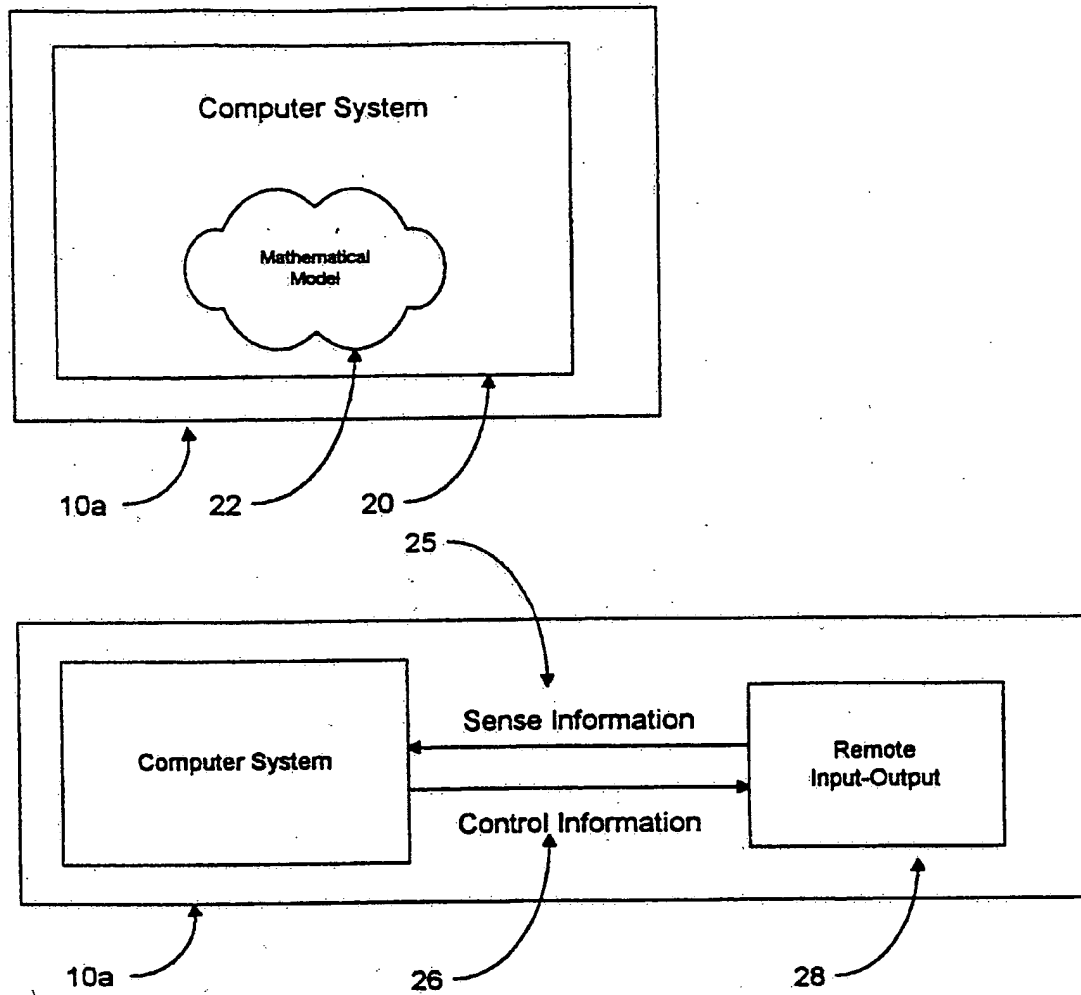 Computer System
Mathematical
Model
10a
22
20
25
Sense Information
Computer System
Remote
Input-Output
Control Information
10a
26
28